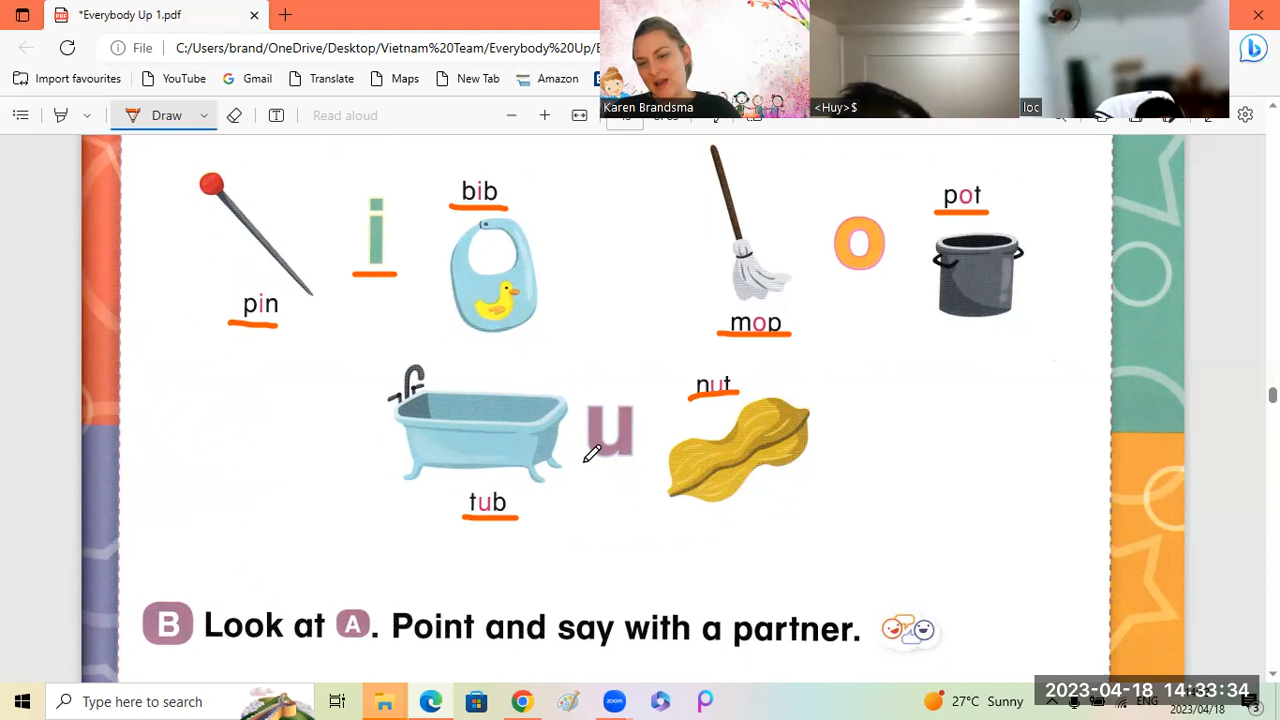 *Everybody Up 1.pdf
File
C:/Users/brand/OneDrive/Desktop/Vietnam%20Team/Everybody%20Up/E
Import favourites
YouTube
Gmail
Translate
Maps
New Tab
Amazon
Draw
Read aloud
Karen Brandsma
<Huy>$
loc
pin
i
bib
mop
o
pot
tub
u
nut
B Look at A. Point and say with a partner.
Type here to search
27°C Sunny
ENG
2023-04-18 14:33:34
2023/04/18